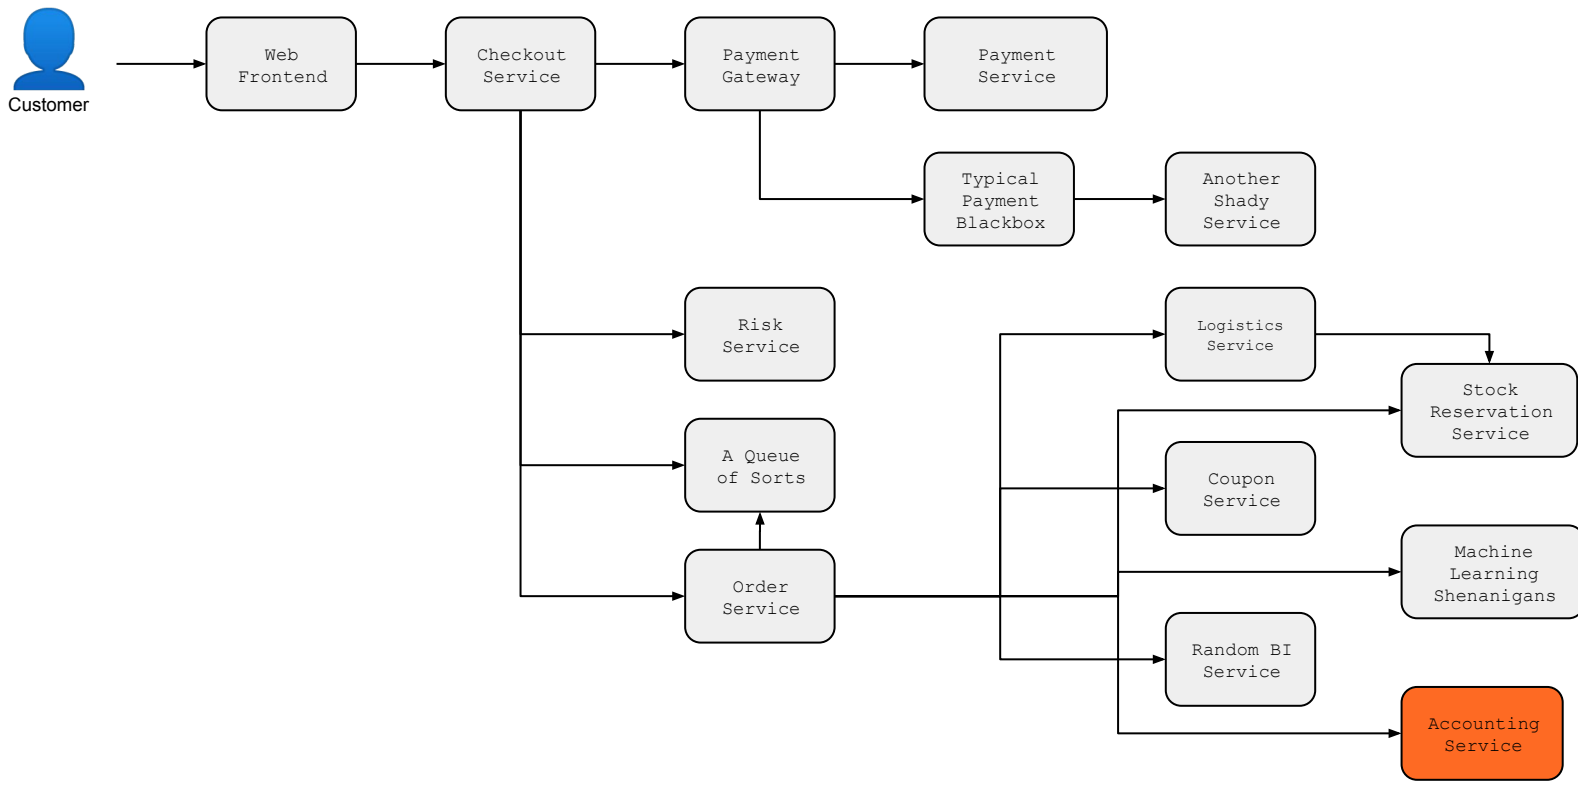 Web
Frontend
Checkout
Service
Payment
Gateway
Payment
Service
Customer
Typical
Payment
Blackbox
Another
Shady
Service
Risk
Service
Logistics
Service
Stock
Reservation
Service
A Queue
of Sorts
Coupon
Service
Order
Service
Machine
Learning
Shenanigans
Random BI
Service
Accounting
Service